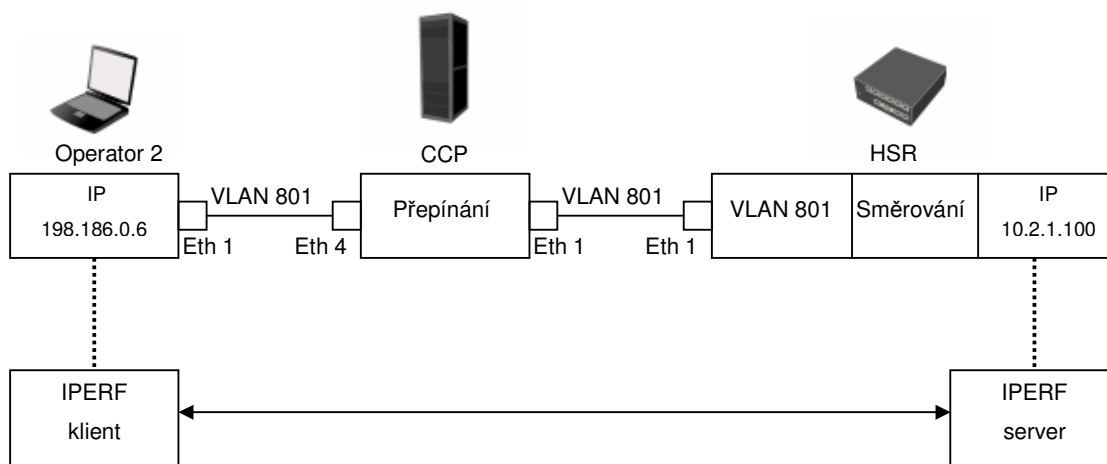 Operator 2
CCP
HSR
IP
198.186.0.6
VLAN 801
Eth 1
Eth 4
Přepínání
VLAN 801
Eth 1
Eth 1
VLAN 801
Směrování
IP
10.2.1.100
IPERF
klient
IPERF
server